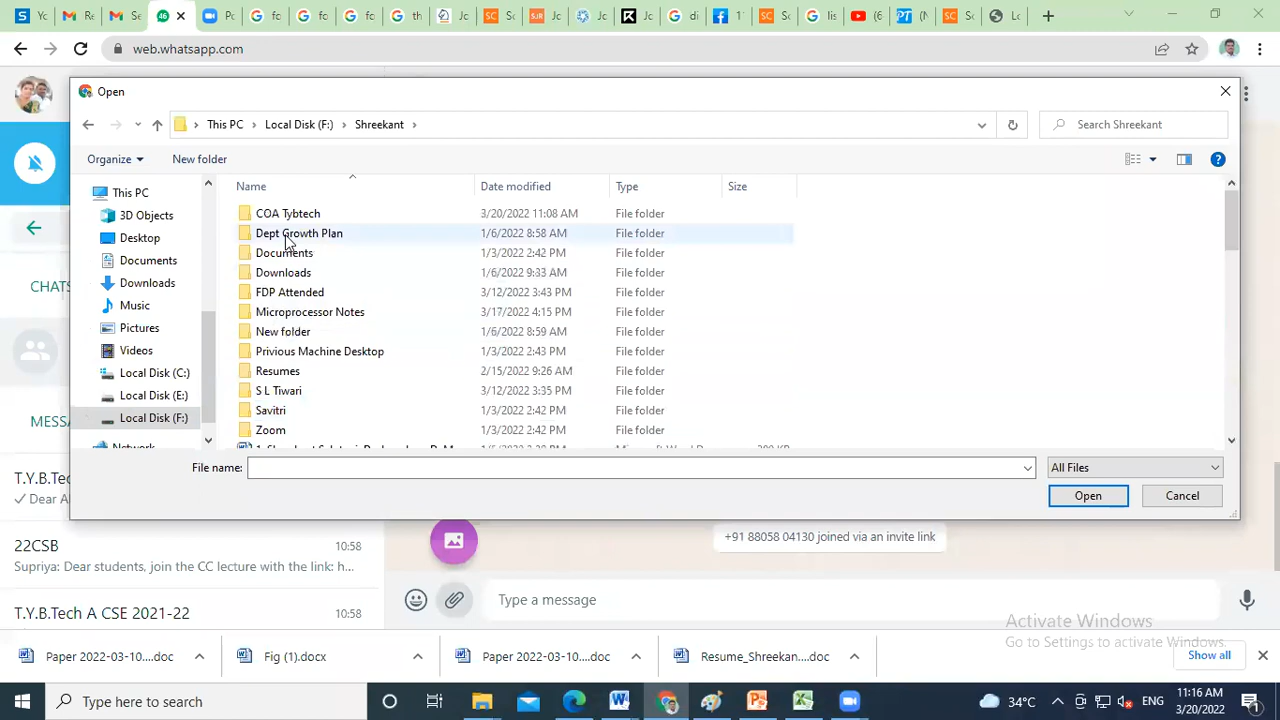 46
web.whatsapp.com
Open
This PC
Local Disk (F:)
Shreekant
Search Shreekant
Organize
New folder
Name
Date modified
Type
Size
This PC
3D Objects
Desktop
Documents
Downloads
Music
Pictures
Videos
Local Disk (C:)
Local Disk (E:)
Local Disk (F:)
COA Tybtech 3/20/2022 11:08 AM File folder
Dept Growth Plan 1/6/2022 8:58 AM File folder
Documents 1/3/2022 2:42 PM File folder
Downloads 1/6/2022 9:33 AM File folder
FDP Attended 3/12/2022 3:43 PM File folder
Microprocessor Notes 3/17/2022 4:15 PM File folder
New folder 1/6/2022 8:59 AM File folder
Privious Machine Desktop 1/3/2022 2:43 PM File folder
Resumes 2/15/2022 9:26 AM File folder
S L Tiwari 3/12/2022 3:35 PM File folder
Savitri 1/3/2022 2:42 PM File folder
Zoom 1/3/2022 2:42 PM File folder
File name:
All Files
Open
Cancel
CHATS
T.Y.B.Tec
Dear A
22CSB 10:58
Supriya: Dear students, join the CC lecture with the link: h...
T.Y.B.Tech A CSE 2021-22 10:58
+91 88058 04130 joined via an invite link
Type a message
Activate Windows
Go to Settings to activate Windows.
Paper 2022-03-10....doc
Fig (1).docx
Paper 2022-03-10....doc
Resume_Shreekan....doc
Show all
Type here to search
34°C
ENG
11:16 AM
3/20/2022
1